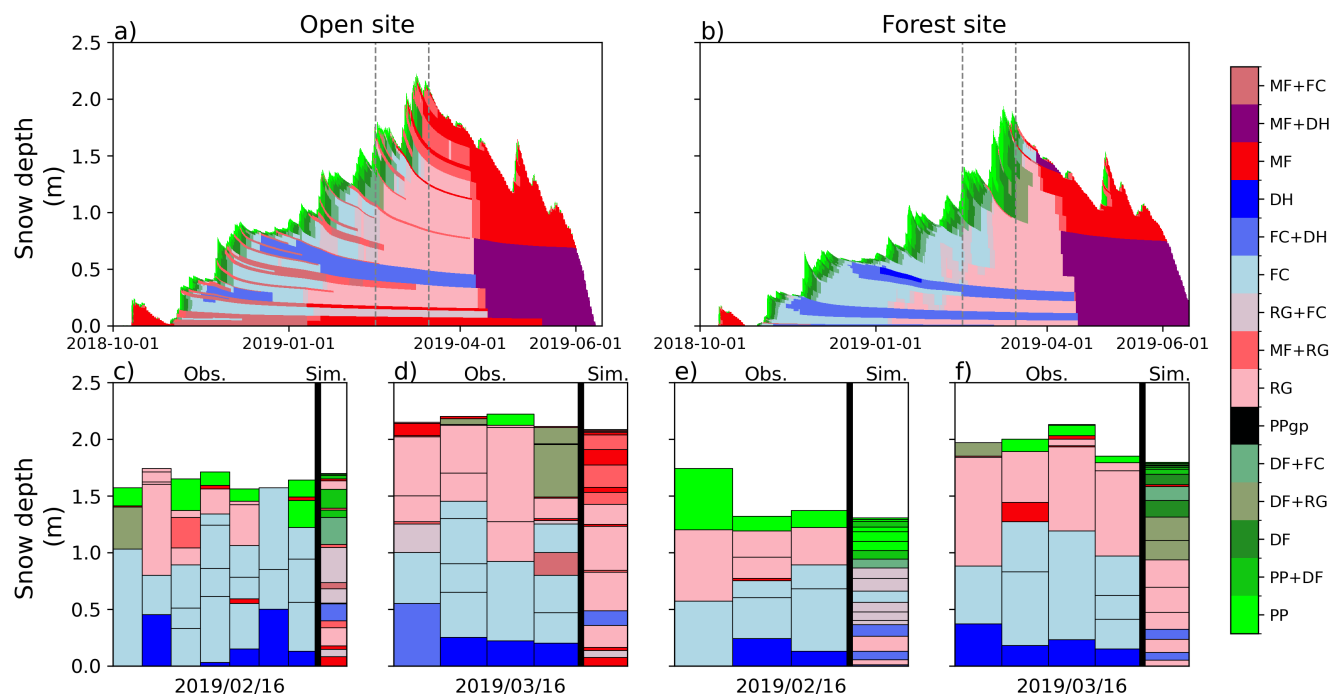 Open site
Forest site
a)
b)
Snow depth
(m)
2.5
2.0
1.5
1.0
0.5
0.0
2018-10-01
2019-01-01
2019-04-01
2019-06-01
2018-10-01
2019-01-01
2019-04-01
2019-06-01
MF+FC
MF+DH
MF
DH
FC+DH
FC
RG+FC
MF+RG
RG
PPgp
DF+FC
DF+RG
DF
PP+DF
PP
c)
Obs.
Sim.
d)
Obs.
Sim.
e)
Obs.
Sim.
f)
Obs.
Sim.
Snow depth
(m)
2.5
2.0
1.5
1.0
0.5
0.0
2019/02/16
2019/03/16
2019/02/16
2019/03/16